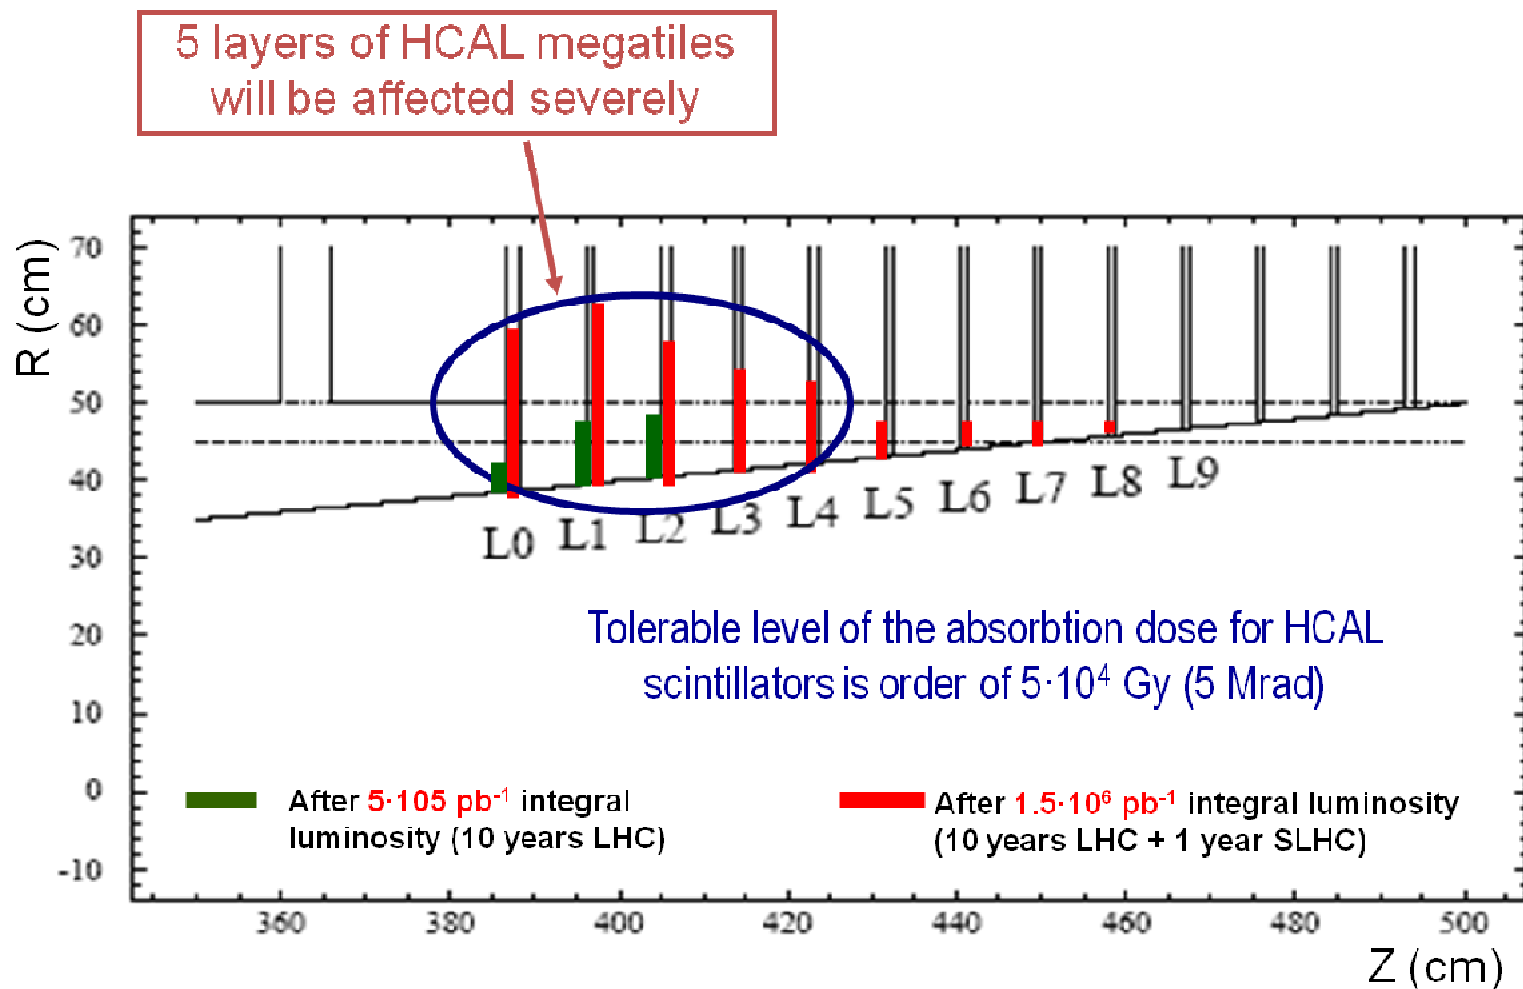 5 layers of HCAL megatiles
will be affected severely
R (cm)
70
60
50
40
30
20
10
0
-10
L0 L1 L2 L3 L4 L5 L6 L7 L8 L9
Tolerable level of the absorbtion dose for HCAL
scintillators is order of 5·10⁴ Gy (5 Mrad)
After 5·105 pb⁻¹ integral
luminosity (10 years LHC)
After 1.5·10⁶ pb⁻¹ integral luminosity
(10 years LHC + 1 year SLHC)
360 380 400 420 440 460 480 500
Z (cm)